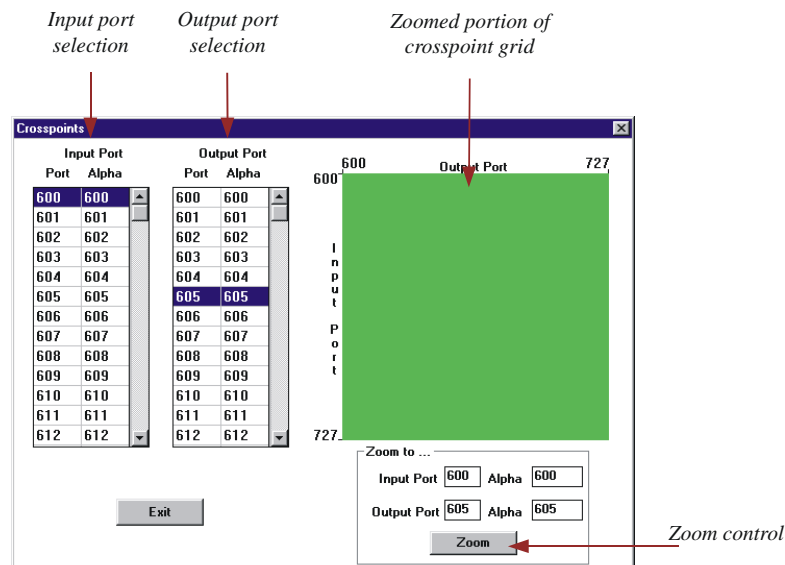 Input port
selection
Output port
selection
Zoomed portion of
crosspoint grid
Crosspoints
Input Port
Port Alpha
600 600
601 601
602 602
603 603
604 604
605 605
606 606
607 607
608 608
609 609
610 610
611 611
612 612
Output Port
Port Alpha
600 600
601 601
602 602
603 603
604 604
605 605
606 606
607 607
608 608
609 609
610 610
611 611
612 612
600 Output Port 727
600
Input Port
727
Zoom to ...
Input Port 600 Alpha 600
Output Port 605 Alpha 605
Zoom
Exit
Zoom control